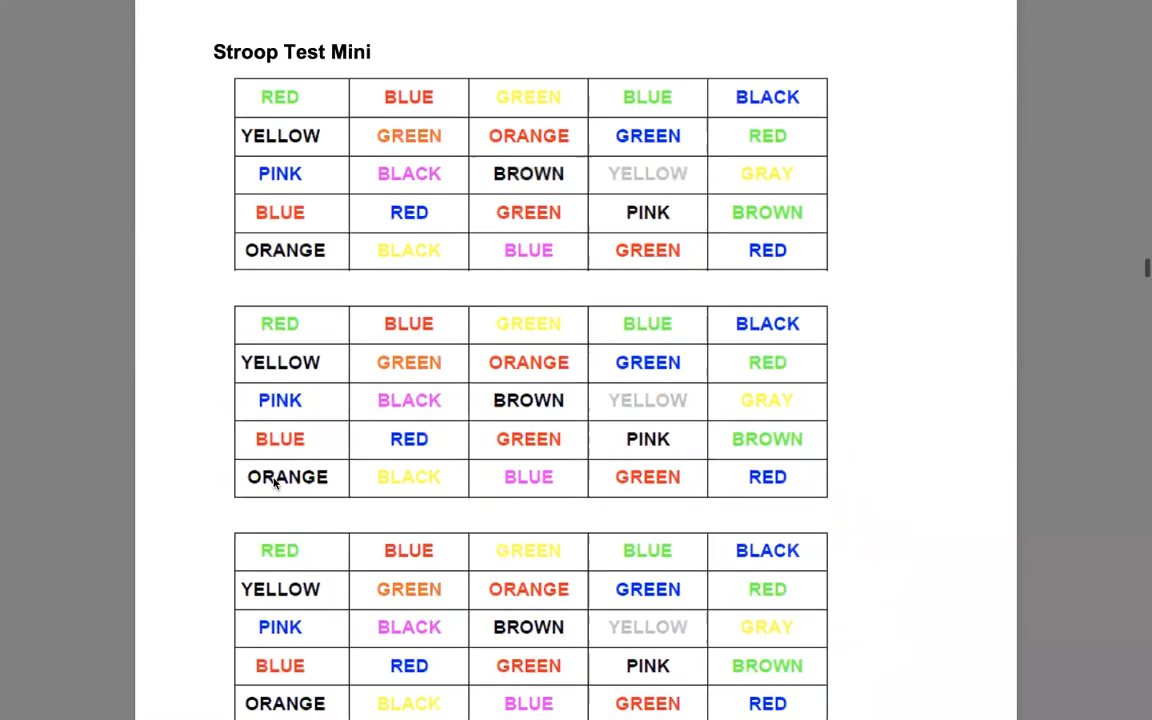 Stroop Test Mini
RED BLUE GREEN BLUE BLACK
YELLOW GREEN ORANGE GREEN RED
PINK BLACK BROWN YELLOW GRAY
BLUE RED GREEN PINK BROWN
ORANGE BLACK BLUE GREEN RED
RED BLUE GREEN BLUE BLACK
YELLOW GREEN ORANGE GREEN RED
PINK BLACK BROWN YELLOW GRAY
BLUE RED GREEN PINK BROWN
ORANGE BLACK BLUE GREEN RED
RED BLUE GREEN BLUE BLACK
YELLOW GREEN ORANGE GREEN RED
PINK BLACK BROWN YELLOW GRAY
BLUE RED GREEN PINK BROWN
ORANGE BLACK BLUE GREEN RED